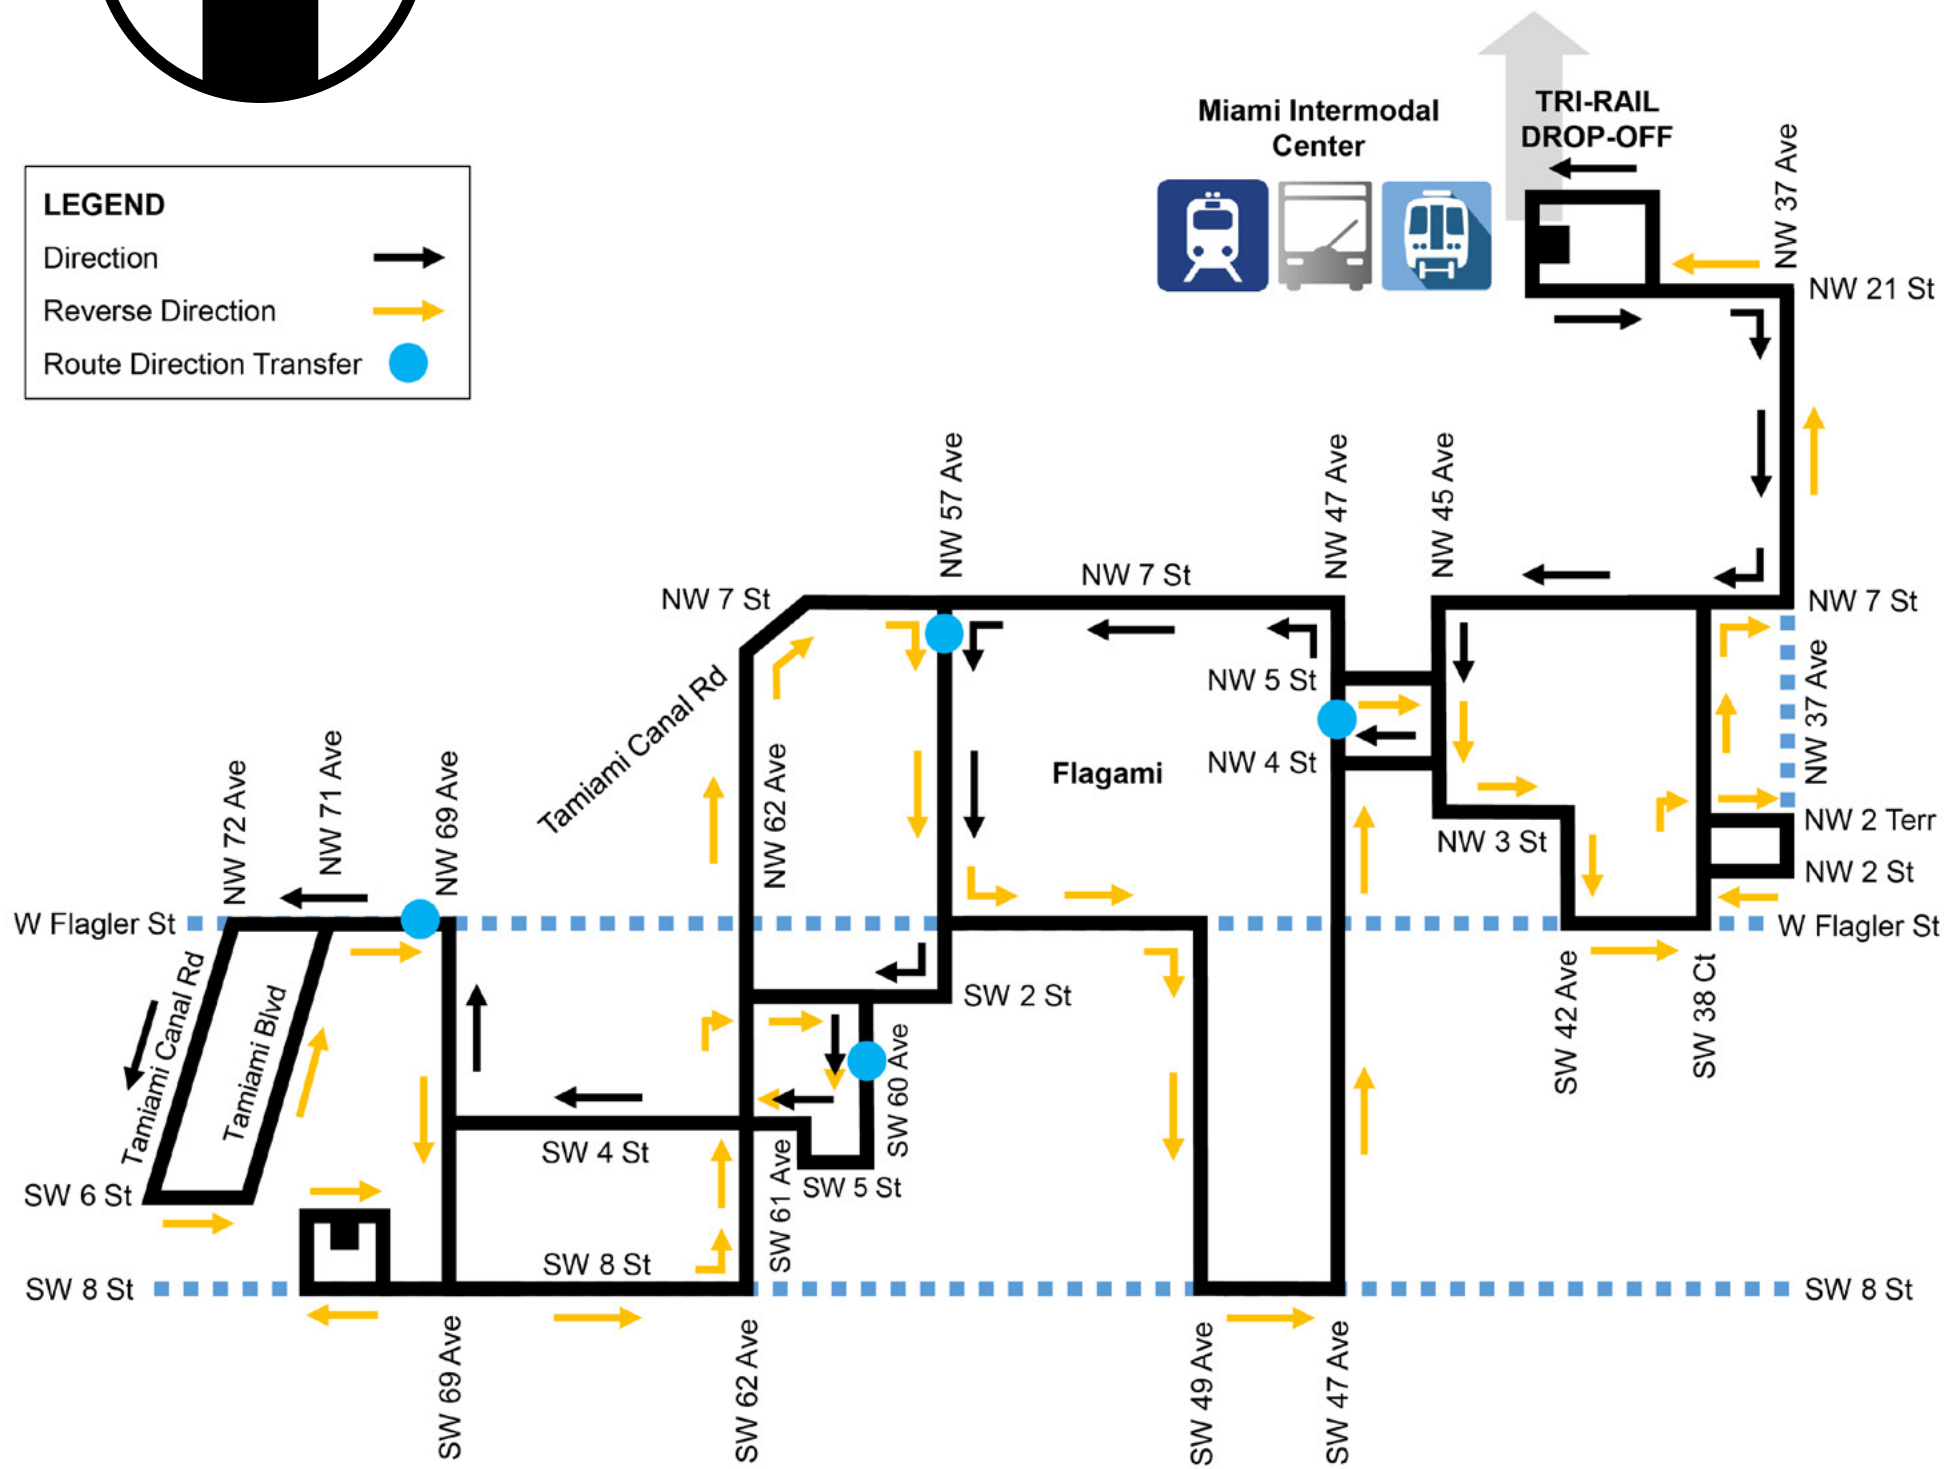 Miami Intermodal
Center
TRI-RAIL
DROP-OFF
NW 37 Ave
NW 21 St
LEGEND
Direction
Reverse Direction
Route Direction Transfer
NW 57 Ave
NW 47 Ave
NW 45 Ave
NW 7 St
NW 7 St
NW 7 St
Tamiami Canal Rd
NW 62 Ave
NW 5 St
NW 4 St
Flagami
NW 37 Ave
NW 3 St
NW 2 Terr
NW 2 St
NW 72 Ave
NW 71 Ave
NW 69 Ave
W Flagler St
W Flagler St
Tamiami Canal Rd
Tamiami Blvd
SW 2 St
SW 60 Ave
SW 42 Ave
SW 38 Ct
SW 4 St
SW 61 Ave
SW 5 St
SW 6 St
SW 8 St
SW 8 St
SW 8 St
SW 69 Ave
SW 62 Ave
SW 49 Ave
SW 47 Ave